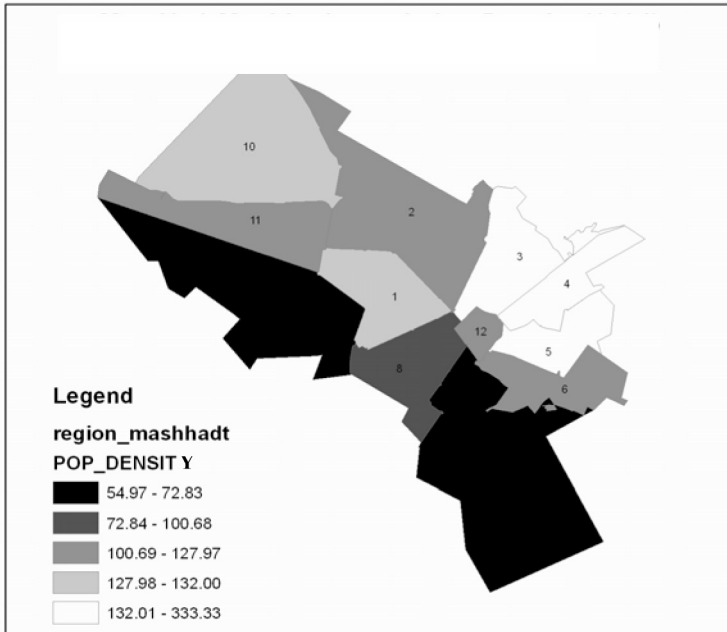 10
2
11
3
4
1
12
5
8
6
Legend
region_mashhadt
POP_DENSIT Y
54.97 - 72.83
72.84 - 100.68
100.69 - 127.97
127.98 - 132.00
132.01 - 333.33